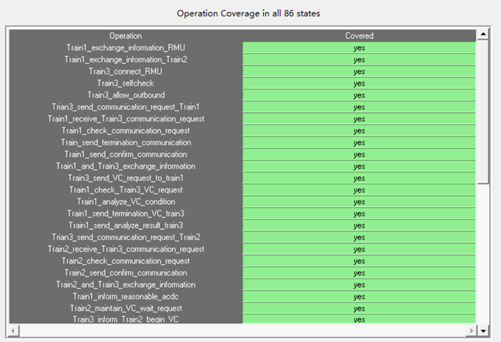 Operation Coverage in all 86 states
Operation Covered
Train1_exchange_information_RMU yes
Train1_exchange_information_Train2 yes
Train3_connect_RMU yes
Train3_selfcheck yes
Train3_allow_outbound yes
Trian3_send_communication_request_Train1 yes
Train1_receive_Train3_communication_request yes
Train1_check_communication_request yes
Train_send_termination_communication yes
Train1_send_confirm_communication yes
Train1_and_Train3_exchange_information yes
Train3_send_VC_request_to_train1 yes
Train1_check_Train3_VC_request yes
Train1_analyze_VC_condition yes
Train1_send_termination_VC_train3 yes
Train1_send_analyze_result_train3 yes
Trian3_send_communication_request_Train2 yes
Train2_receive_Train3_communication_request yes
Train2_check_communication_request yes
Train2_send_confirm_communication yes
Train2_and_Train3_exchange_information yes
Train1_inform_reasonable_acdc yes
Train2_maintain_VC_wait_request yes
Train3_inform_Train2_begin_VC yes